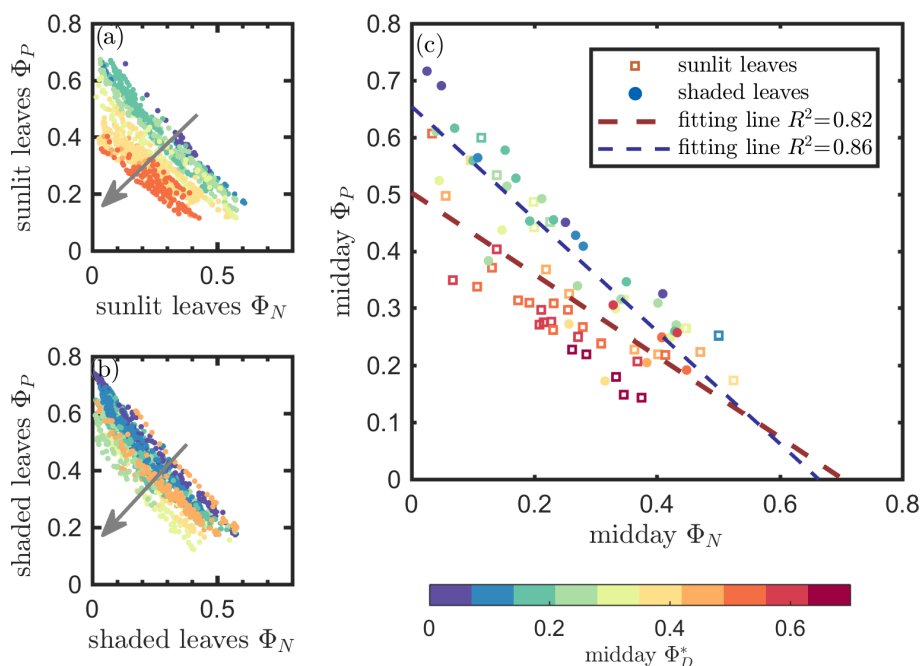 (a)
0.8
0.6
0.4
0.2
0
0 0.5
sunlit leaves Φ_P
sunlit leaves Φ_N
(b)
0.8
0.6
0.4
0.2
0
0 0.5
shaded leaves Φ_P
shaded leaves Φ_N
(c)
0.8
0.7
0.6
0.5
0.4
0.3
0.2
0.1
0
0 0.2 0.4 0.6 0.8
midday Φ_P
midday Φ_N
sunlit leaves
shaded leaves
fitting line R²=0.82
fitting line R²=0.86
0 0.2 0.4 0.6
midday Φ*_D